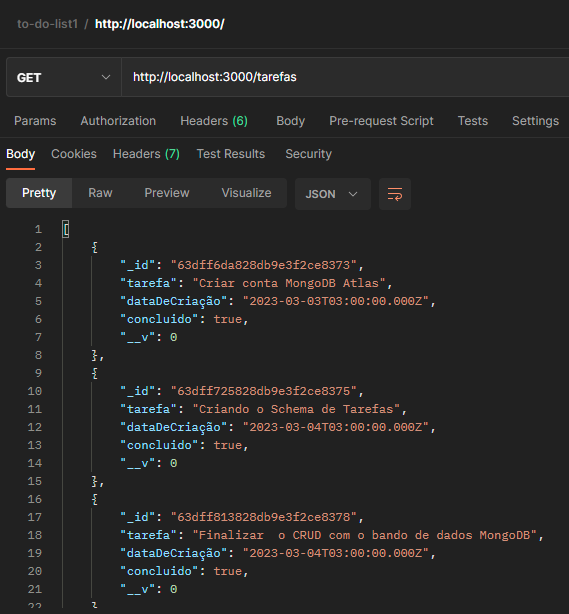 to-do-list1 / http://localhost:3000/
GET http://localhost:3000/tarefas
Params Authorization Headers (6) Body Pre-request Script Tests Settings
Body Cookies Headers (7) Test Results Security
Pretty Raw Preview Visualize JSON
1 [
2 {
3 "_id": "63dff6da828db9e3f2ce8373",
4 "tarefa": "Criar conta MongoDB Atlas",
5 "dataDeCriação": "2023-03-03T03:00:00.000Z",
6 "concluido": true,
7 "__v": 0
8 },
9 {
10 "_id": "63dff725828db9e3f2ce8375",
11 "tarefa": "Criando o Schema de Tarefas",
12 "dataDeCriação": "2023-03-04T03:00:00.000Z",
13 "concluido": true,
14 "__v": 0
15 },
16 {
17 "_id": "63dff813828db9e3f2ce8378",
18 "tarefa": "Finalizar  o CRUD com o bando de dados MongoDB",
19 "dataDeCriação": "2023-03-04T03:00:00.000Z",
20 "concluido": true,
21 "__v": 0
22 }